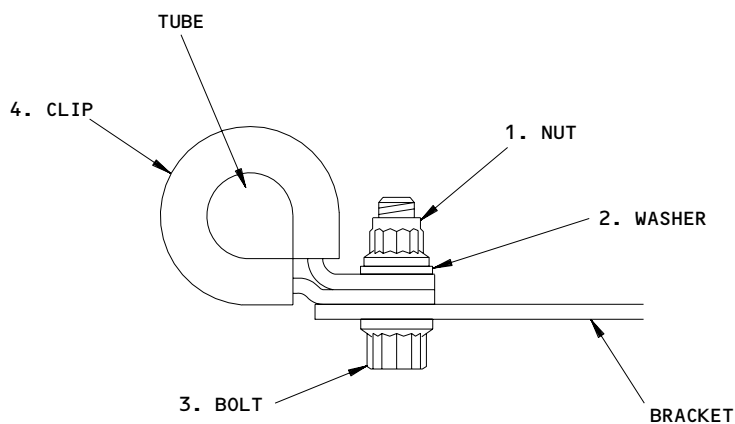 TUBE
4. CLIP
1. NUT
2. WASHER
3. BOLT
BRACKET